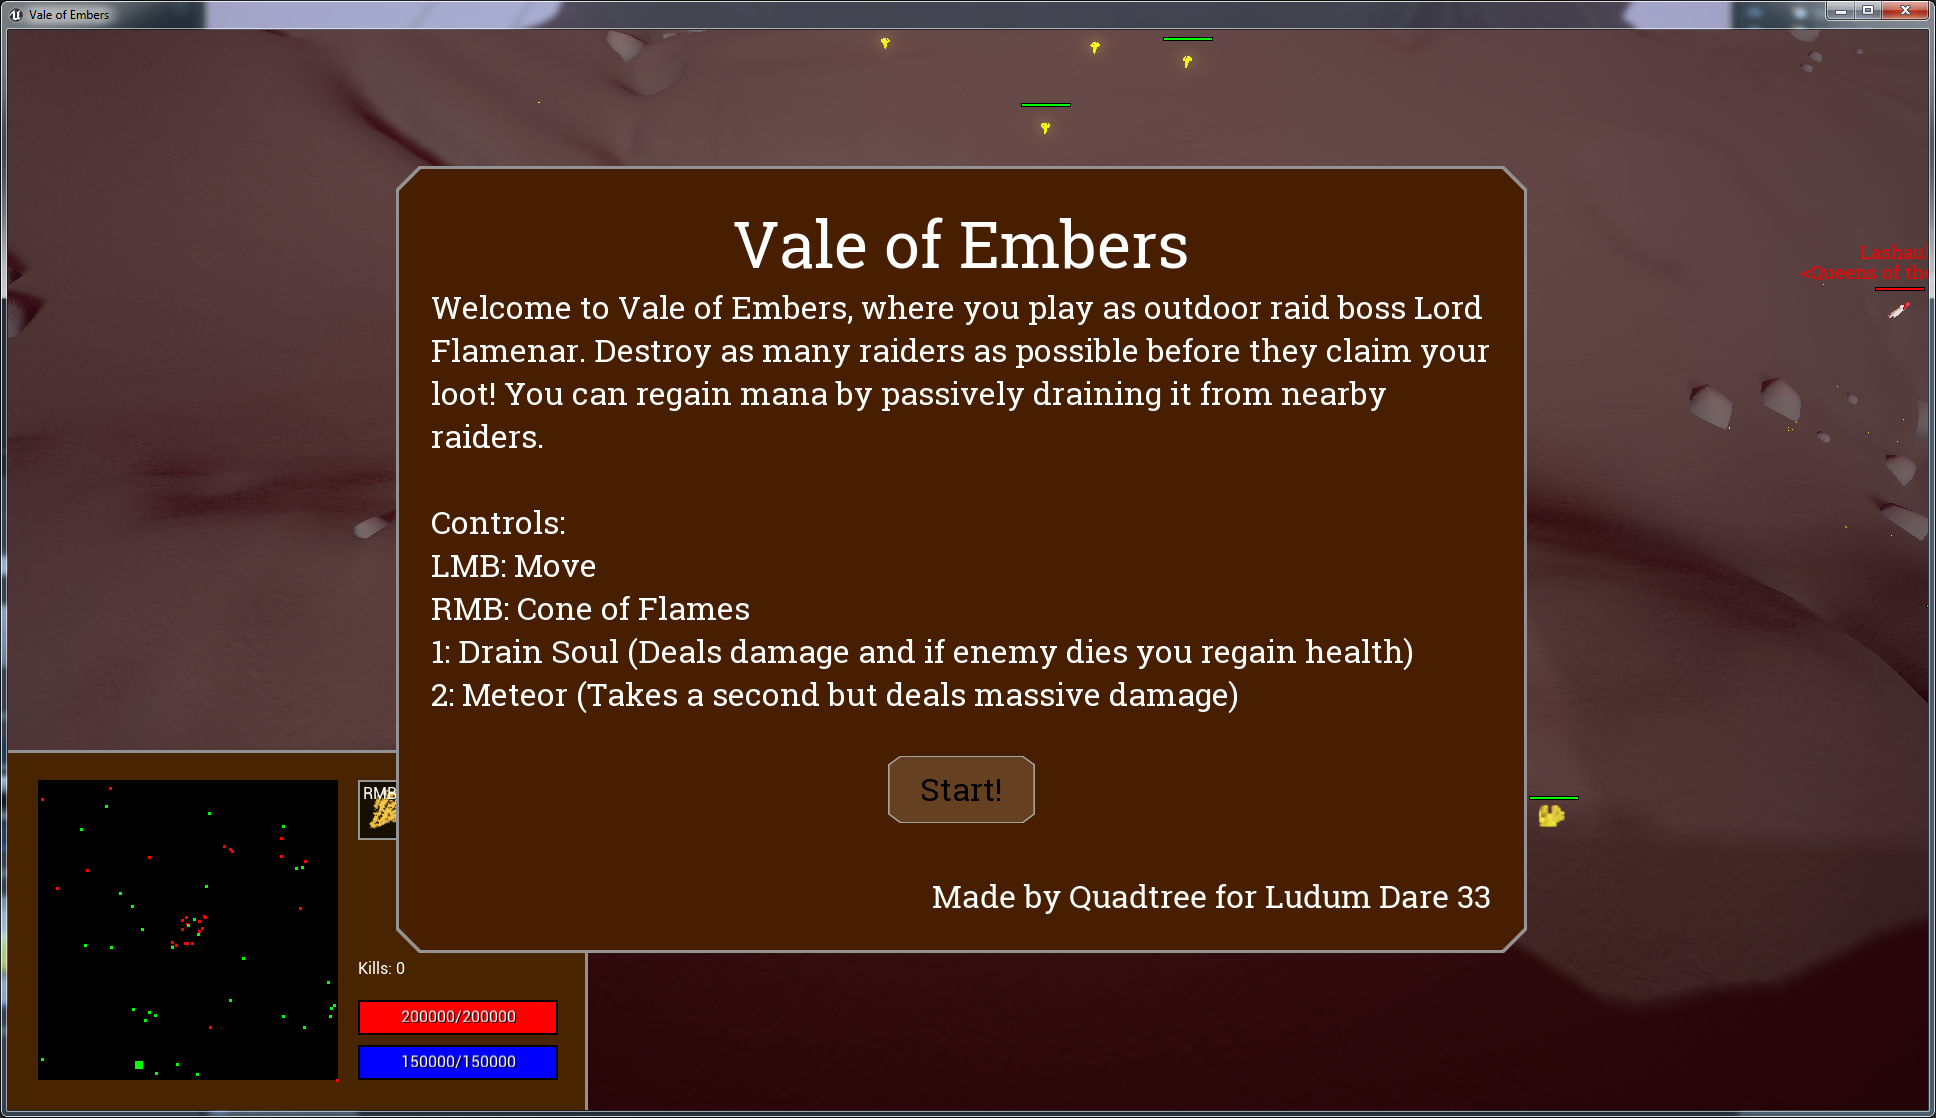 Vale of Embers
Lashaul
<Queens of the
Vale of Embers
Welcome to Vale of Embers, where you play as outdoor raid boss Lord
Flamenar. Destroy as many raiders as possible before they claim your
loot! You can regain mana by passively draining it from nearby
raiders.
Controls:
LMB: Move
RMB: Cone of Flames
1: Drain Soul (Deals damage and if enemy dies you regain health)
2: Meteor (Takes a second but deals massive damage)
Start!
Made by Quadtree for Ludum Dare 33
RMB
Kills: 0
200000/200000
150000/150000